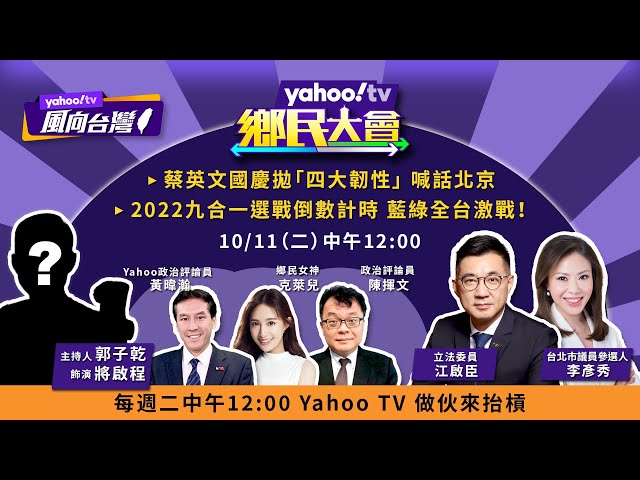 yahoo!tv
風向台灣
yahoo!tv
鄉民大會
▸ 蔡英文國慶拋「四大韌性」 喊話北京
▸ 2022九合一選戰倒數計時 藍綠全台激戰!
10/11(二)中午12:00
?
主持人 郭子乾
飾演 將啟程
Yahoo政治評論員
黃暐瀚
鄉民女神
克萊兒
政治評論員
陳揮文
立法委員
江啟臣
台北市議員參選人
李彥秀
每週二中午12:00 Yahoo TV 做伙來抬槓